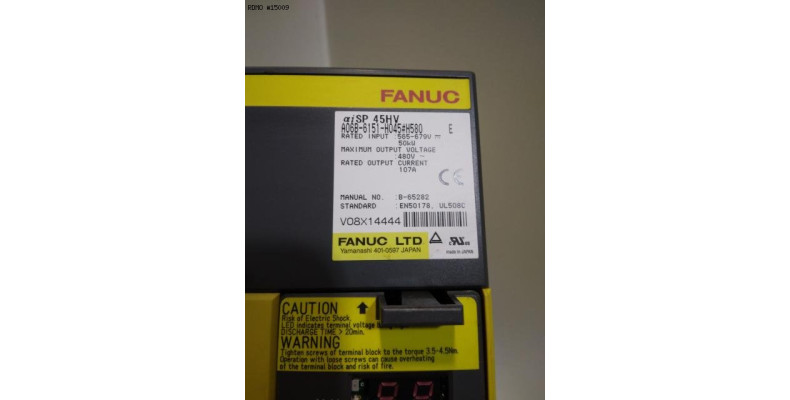 RDMO #15009
FANUC
αiSP 45HV
A06B-6151-H045#H580 E
RATED INPUT :565-679V ⎓
50kW
MAXIMUM OUTPUT VOLTAGE
:480V ~
RATED OUTPUT CURRENT
107A
CE
MANUAL NO. :B-65282
STANDARD :EN50178, UL508C
V08X14444
FANUC LTD
Yamanashi 401-0597 JAPAN
MADE IN JAPAN
CAUTION
Risk of Electric Shock.
LED indicates terminal voltage
DISCHARGE TIME > 20min.
WARNING
Tighten screws of terminal block to the torque 3.5-4.5Nm.
Operation with loose screws can cause overheating
of the terminal block and risk of fire.